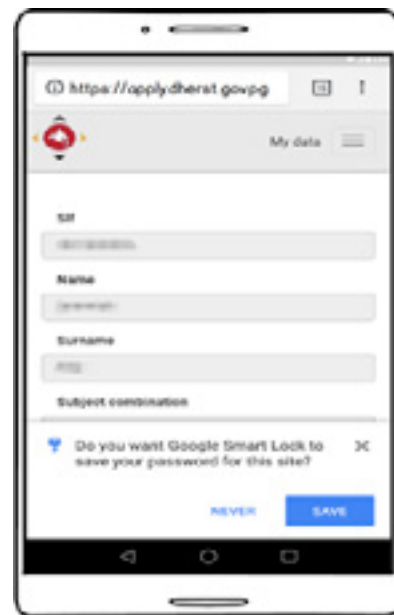 https://apply.dherst.gov.pg
My data
Slf
Name
Surname
Subject combination
Do you want Google Smart Lock to
save your password for this site?
NEVER
SAVE